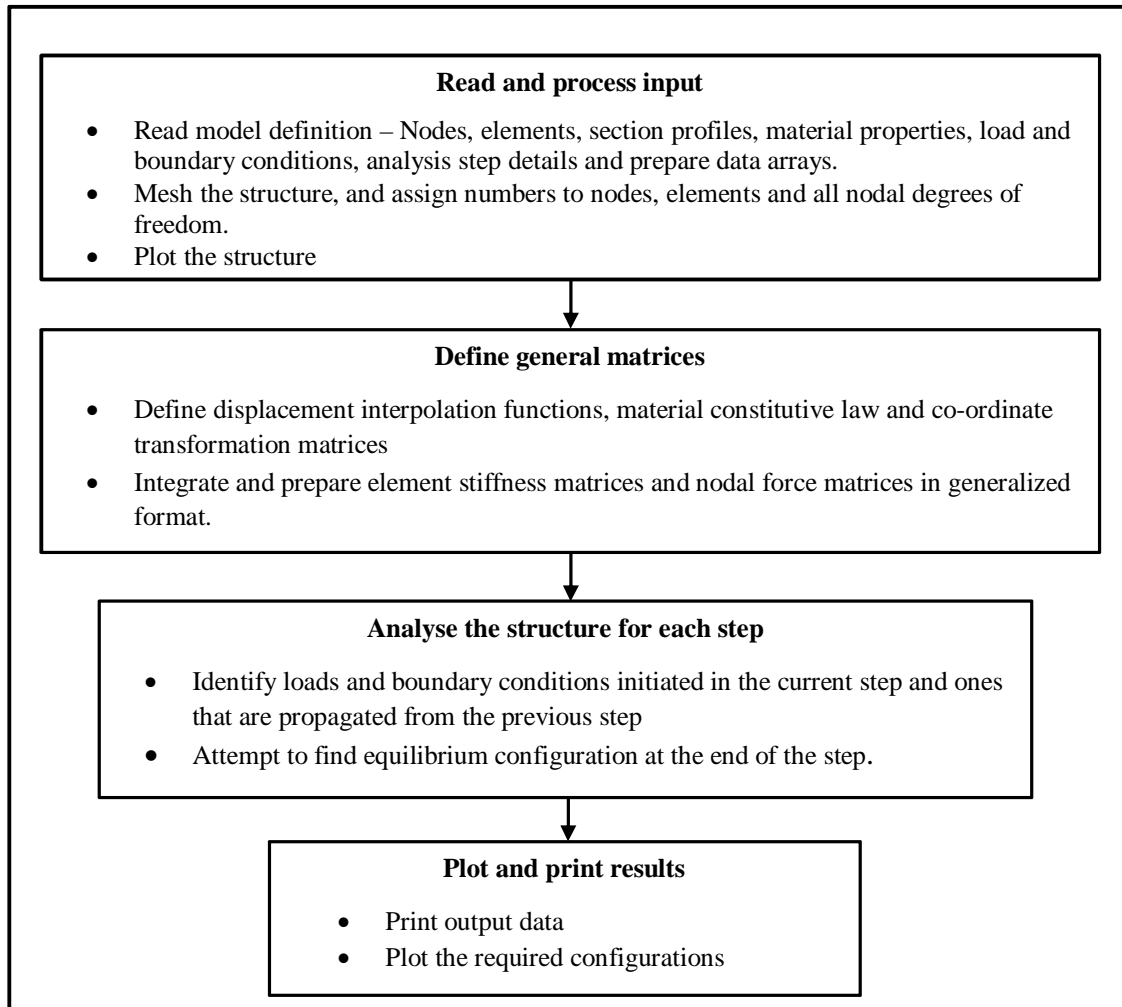 Read and process input
• Read model definition – Nodes, elements, section profiles, material properties, load and
boundary conditions, analysis step details and prepare data arrays.
• Mesh the structure, and assign numbers to nodes, elements and all nodal degrees of
freedom.
• Plot the structure
Define general matrices
• Define displacement interpolation functions, material constitutive law and co-ordinate
transformation matrices
• Integrate and prepare element stiffness matrices and nodal force matrices in generalized
format.
Analyse the structure for each step
• Identify loads and boundary conditions initiated in the current step and ones
that are propagated from the previous step
• Attempt to find equilibrium configuration at the end of the step.
Plot and print results
• Print output data
• Plot the required configurations